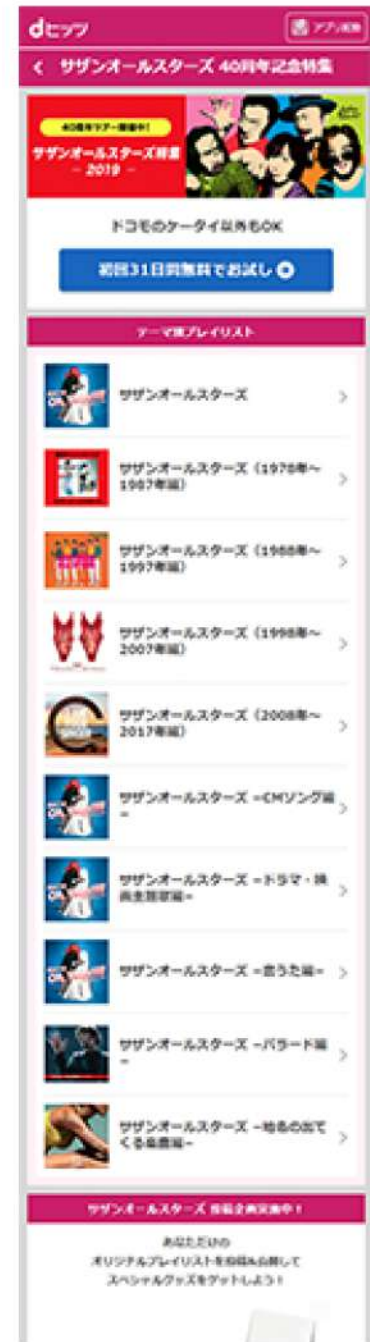 dヒッツ
アプリ起動
サザンオールスターズ 40周年記念特集
40周年ツアー開催中!
サザンオールスターズ特集
- 2019 -
ドコモのケータイ以外もOK
初回31日間無料でお試し
テーマ別プレイリスト
サザンオールスターズ
サザンオールスターズ（1978年～
1987年編）
サザンオールスターズ（1988年～
1997年編）
サザンオールスターズ（1998年～
2007年編）
サザンオールスターズ（2008年～
2017年編）
サザンオールスターズ -CMソング編
-
サザンオールスターズ -ドラマ・映
画主題歌編-
サザンオールスターズ -恋うた編-
サザンオールスターズ -バラード編
-
サザンオールスターズ -地名の出て
くる楽曲編-
サザンオールスターズ 投稿企画実施中！
あなただけの
オリジナルプレイリストを投稿&公開して
スペシャルグッズをゲットしよう！